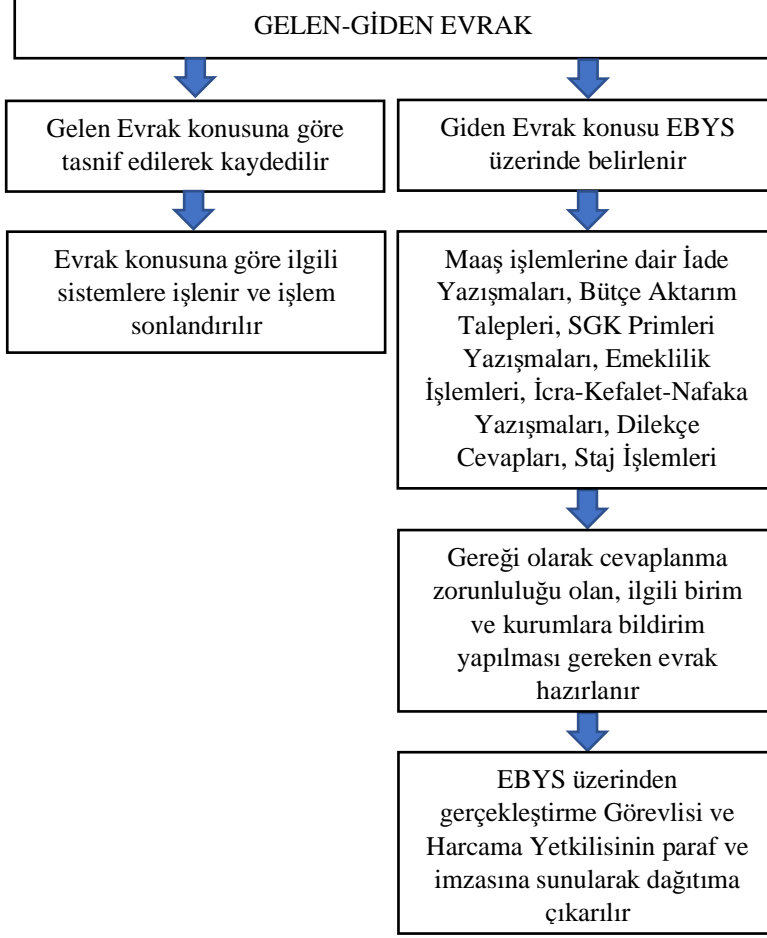 GELEN-GİDEN EVRAK
Gelen Evrak konusuna göre
tasnif edilerek kaydedilir
Evrak konusuna göre ilgili
sistemlere işlenir ve işlem
sonlandırılır
Giden Evrak konusu EBYS
üzerinde belirlenir
Maaş işlemlerine dair İade
Yazışmaları, Bütçe Aktarım
Talepleri, SGK Primleri
Yazışmaları, Emeklilik
İşlemleri, İcra-Kefalet-Nafaka
Yazışmaları, Dilekçe
Cevapları, Staj İşlemleri
Gereği olarak cevaplanma
zorunluluğu olan, ilgili birim
ve kurumlara bildirim
yapılması gereken evrak
hazırlanır
EBYS üzerinden
gerçekleştirme Görevlisi ve
Harcama Yetkilisinin paraf ve
imzasına sunularak dağıtıma
çıkarılır